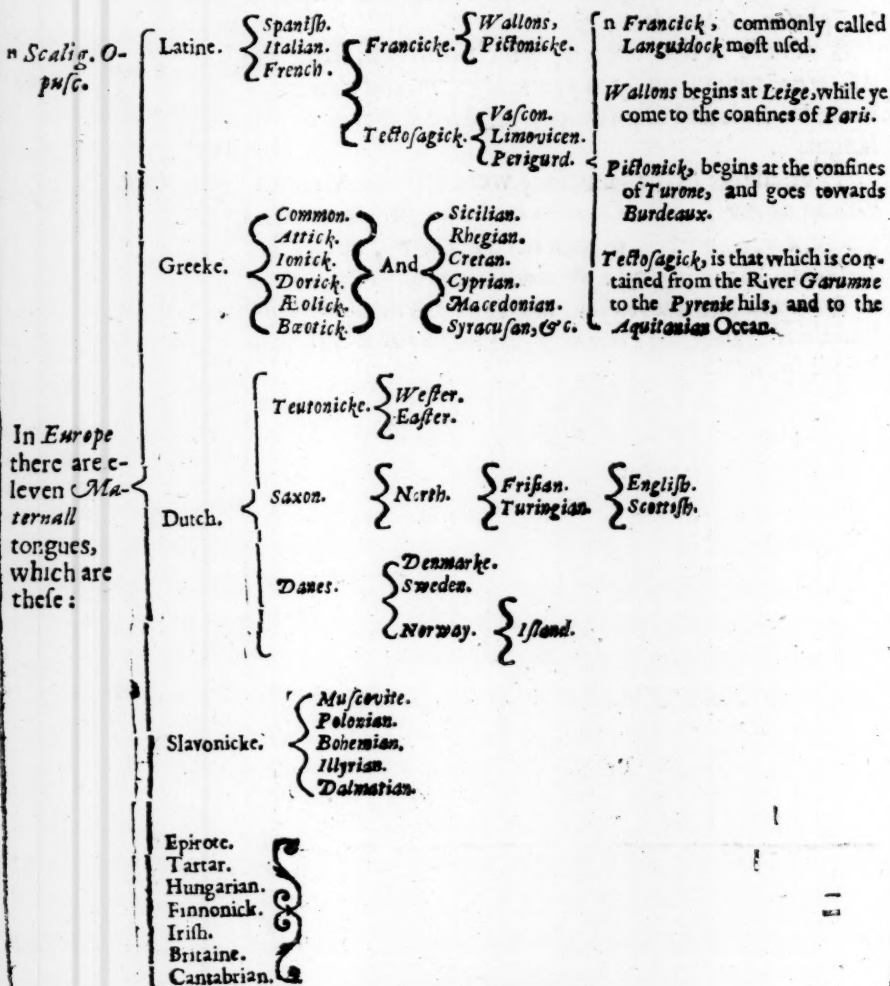 n Scalig. O-
puſc.
In Europe
there are e-
leven Ma-
ternall
tongues,
which are
theſe:
Latine.
Spaniſh.
Italian.
French.
Francicke.
Wallons,
Pictonicke.
Tectoſagick.
Vaſcon.
Limovicen.
Perigurd.
n Francick, commonly called
Languidock moſt uſed.
Wallons begins at Leige, while ye
come to the confines of Paris.
Pictonick, begins at the confines
of Turone, and goes towards
Burdeaux.
Tectoſagick, is that which is con-
tained from the River Garumne
to the Pyrenie hils, and to the
Aquitanian Ocean.
Greeke.
Common.
Attick.
Ionick.
Dorick.
Æolick.
Bœotick.
And
Sicilian.
Rhegian.
Cretan.
Cyprian.
Macedonian.
Syracuſan, &c.
Dutch.
Teutonicke.
Weſter.
Eaſter.
Saxon.
North.
Friſian.
Turingian.
Engliſh.
Scottiſh.
Danes.
Denmarke.
Sweden.
Norway.
Iſland.
Slavonicke.
Muſcovite.
Polonian.
Bohemian.
Illyrian.
Dalmatian.
Epirote.
Tartar.
Hungarian.
Finnonick.
Iriſh.
Britaine.
Cantabrian.